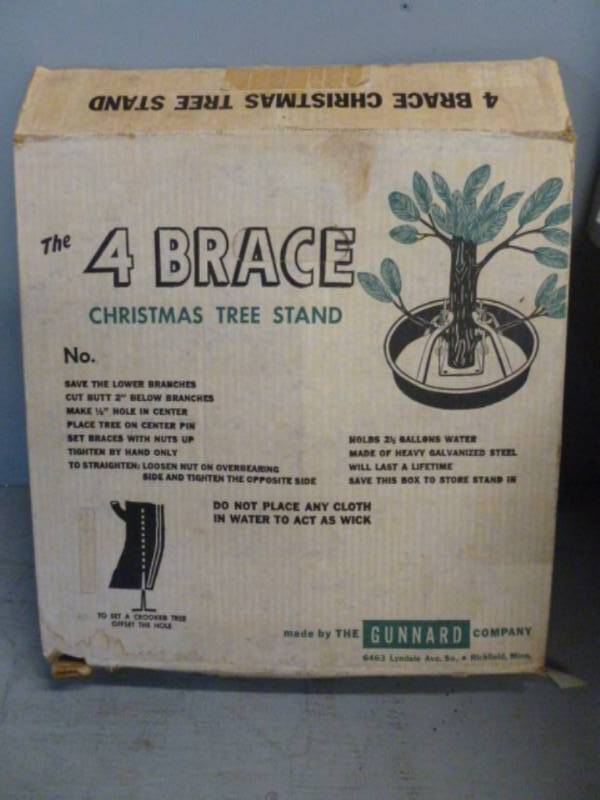 4 BRACE CHRISTMAS TREE STAND
The 4 BRACE
CHRISTMAS TREE STAND
No.
SAVE THE LOWER BRANCHES
CUT BUTT 2" BELOW BRANCHES
MAKE ¼" HOLE IN CENTER
PLACE TREE ON CENTER PIN
SET BRACES WITH NUTS UP
TIGHTEN BY HAND ONLY
TO STRAIGHTEN: LOOSEN NUT ON OVERBEARING
SIDE AND TIGHTEN THE OPPOSITE SIDE
HOLDS 2½ GALLONS WATER
MADE OF HEAVY GALVANIZED STEEL
WILL LAST A LIFETIME
SAVE THIS BOX TO STORE STAND IN
DO NOT PLACE ANY CLOTH
IN WATER TO ACT AS WICK
TO SET A CROOKED TREE
OFFSET THE HOLE
made by THE GUNNARD COMPANY
6463 Lyndale Ave. So., • Richfield, Minn.